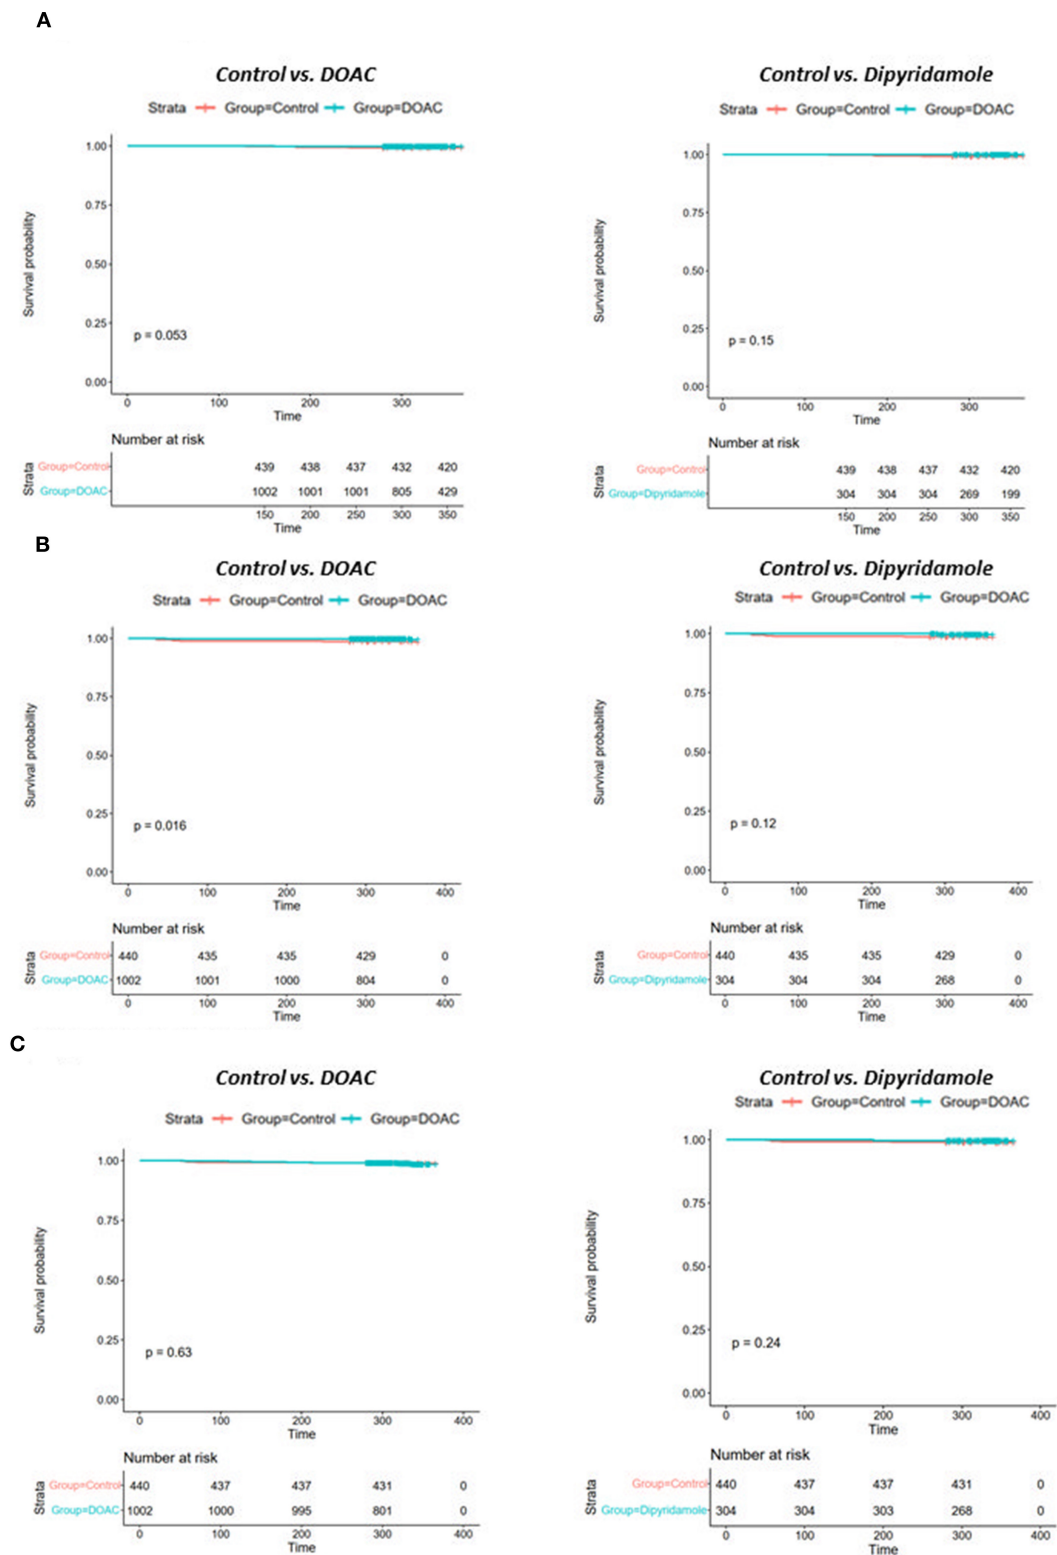 A
Control vs. DOAC
Strata Group=Control Group=DOAC
Survival probability
1.00
0.75
0.50
0.25
0.00
p = 0.053
0 100 200 300
Time
Number at risk
Strata
Group=Control 439 438 437 432 420
Group=DOAC 1002 1001 1001 805 429
150 200 250 300 350
Time
Control vs. Dipyridamole
Strata Group=Control Group=DOAC
Survival probability
1.00
0.75
0.50
0.25
0.00
p = 0.15
0 100 200 300
Time
Number at risk
Strata
Group=Control 439 438 437 432 420
Group=Dipyridamole 304 304 304 269 199
150 200 250 300 350
Time
B
Control vs. DOAC
Strata Group=Control Group=DOAC
Survival probability
1.00
0.75
0.50
0.25
0.00
p = 0.016
0 100 200 300 400
Time
Number at risk
Strata
Group=Control 440 435 435 429 0
Group=DOAC 1002 1001 1000 804 0
0 100 200 300 400
Time
Control vs. Dipyridamole
Strata Group=Control Group=DOAC
Survival probability
1.00
0.75
0.50
0.25
0.00
p = 0.12
0 100 200 300 400
Time
Number at risk
Strata
Group=Control 440 435 435 429 0
Group=Dipyridamole 304 304 304 268 0
0 100 200 300 400
Time
C
Control vs. DOAC
Strata Group=Control Group=DOAC
Survival probability
1.00
0.75
0.50
0.25
0.00
p = 0.63
0 100 200 300 400
Time
Number at risk
Strata
Group=Control 440 437 437 431 0
Group=DOAC 1002 1000 995 801 0
0 100 200 300 400
Time
Control vs. Dipyridamole
Strata Group=Control Group=DOAC
Survival probability
1.00
0.75
0.50
0.25
0.00
p = 0.24
0 100 200 300 400
Time
Number at risk
Strata
Group=Control 440 437 437 431 0
Group=Dipyridamole 304 304 303 268 0
0 100 200 300 400
Time